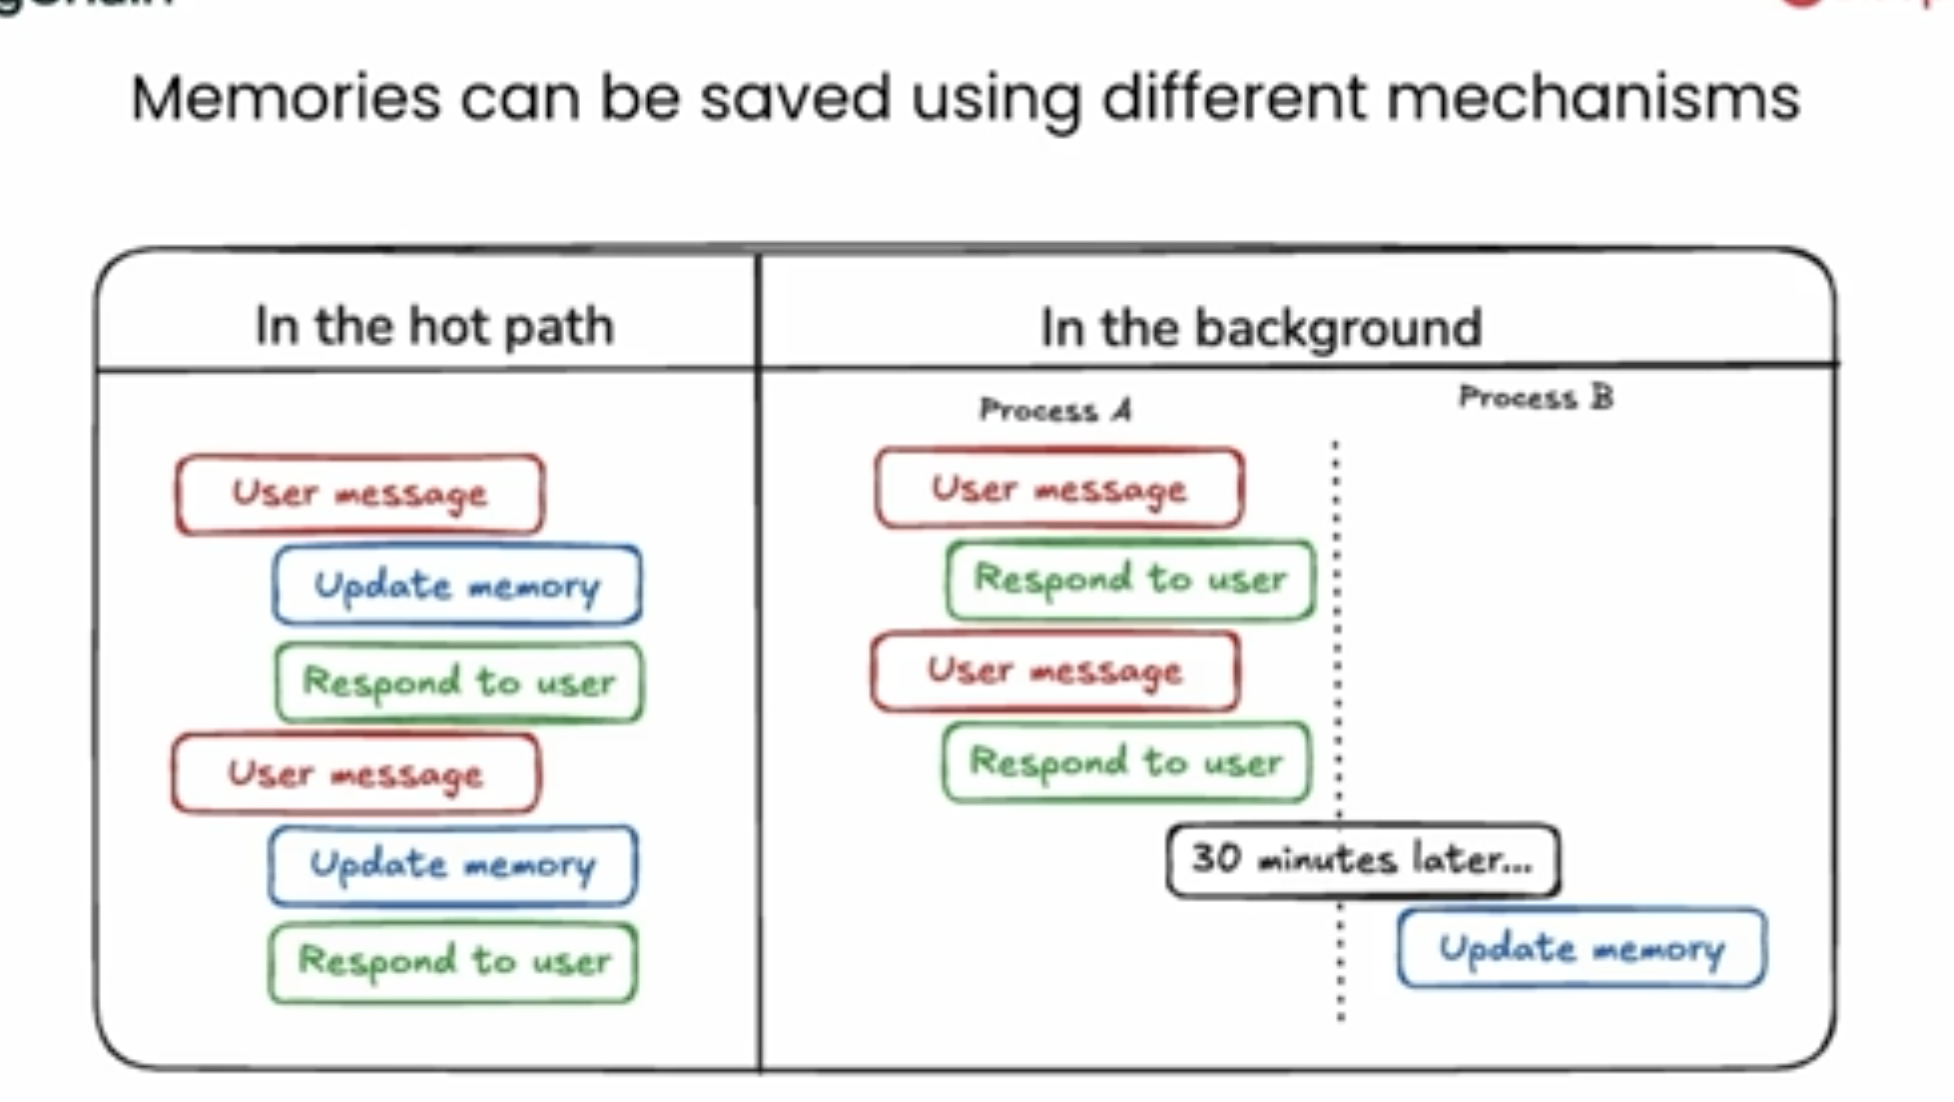 Memories can be saved using different mechanisms
In the hot path
User message
Update memory
Respond to user
User message
Update memory
Respond to user
In the background
Process A
Process B
User message
Respond to user
User message
Respond to user
30 minutes later...
Update memory